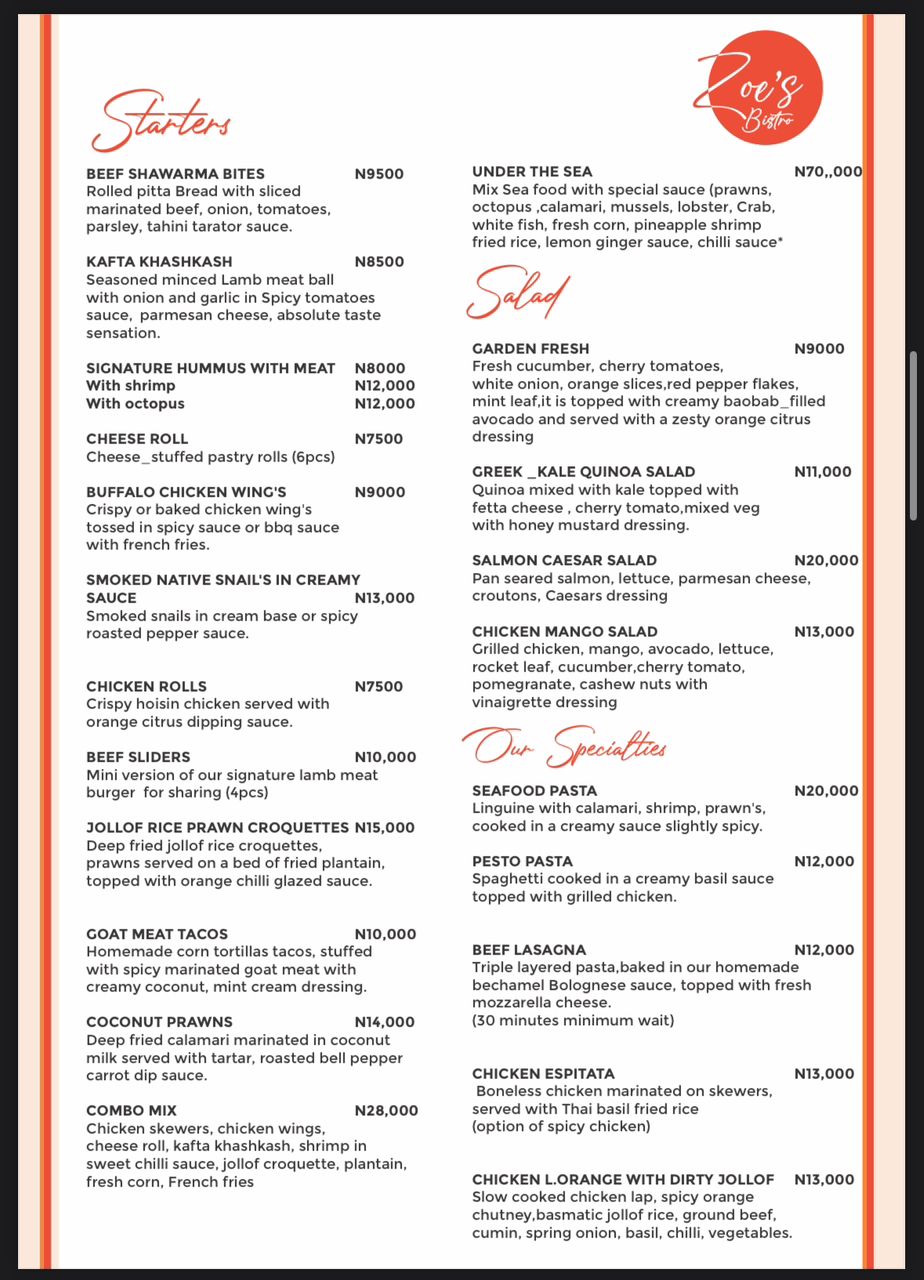 Zoe's
Bistro
Starters
BEEF SHAWARMA BITES N9500
Rolled pitta Bread with sliced
marinated beef, onion, tomatoes,
parsley, tahini tarator sauce.
KAFTA KHASHKASH N8500
Seasoned minced Lamb meat ball
with onion and garlic in Spicy tomatoes
sauce, parmesan cheese, absolute taste
sensation.
SIGNATURE HUMMUS WITH MEAT N8000
With shrimp N12,000
With octopus N12,000
CHEESE ROLL N7500
Cheese_stuffed pastry rolls (6pcs)
BUFFALO CHICKEN WING'S N9000
Crispy or baked chicken wing's
tossed in spicy sauce or bbq sauce
with french fries.
SMOKED NATIVE SNAIL'S IN CREAMY
SAUCE N13,000
Smoked snails in cream base or spicy
roasted pepper sauce.
CHICKEN ROLLS N7500
Crispy hoisin chicken served with
orange citrus dipping sauce.
BEEF SLIDERS N10,000
Mini version of our signature lamb meat
burger for sharing (4pcs)
JOLLOF RICE PRAWN CROQUETTES N15,000
Deep fried jollof rice croquettes,
prawns served on a bed of fried plantain,
topped with orange chilli glazed sauce.
GOAT MEAT TACOS N10,000
Homemade corn tortillas tacos, stuffed
with spicy marinated goat meat with
creamy coconut, mint cream dressing.
COCONUT PRAWNS N14,000
Deep fried calamari marinated in coconut
milk served with tartar, roasted bell pepper
carrot dip sauce.
COMBO MIX N28,000
Chicken skewers, chicken wings,
cheese roll, kafta khashkash, shrimp in
sweet chilli sauce, jollof croquette, plantain,
fresh corn, French fries
UNDER THE SEA N70,,000
Mix Sea food with special sauce (prawns,
octopus ,calamari, mussels, lobster, Crab,
white fish, fresh corn, pineapple shrimp
fried rice, lemon ginger sauce, chilli sauce*
Salad
GARDEN FRESH N9000
Fresh cucumber, cherry tomatoes,
white onion, orange slices,red pepper flakes,
mint leaf,it is topped with creamy baobab_filled
avocado and served with a zesty orange citrus
dressing
GREEK _KALE QUINOA SALAD N11,000
Quinoa mixed with kale topped with
fetta cheese , cherry tomato,mixed veg
with honey mustard dressing.
SALMON CAESAR SALAD N20,000
Pan seared salmon, lettuce, parmesan cheese,
croutons, Caesars dressing
CHICKEN MANGO SALAD N13,000
Grilled chicken, mango, avocado, lettuce,
rocket leaf, cucumber,cherry tomato,
pomegranate, cashew nuts with
vinaigrette dressing
Our Specialties
SEAFOOD PASTA N20,000
Linguine with calamari, shrimp, prawn's,
cooked in a creamy sauce slightly spicy.
PESTO PASTA N12,000
Spaghetti cooked in a creamy basil sauce
topped with grilled chicken.
BEEF LASAGNA N12,000
Triple layered pasta,baked in our homemade
bechamel Bolognese sauce, topped with fresh
mozzarella cheese.
(30 minutes minimum wait)
CHICKEN ESPITATA N13,000
Boneless chicken marinated on skewers,
served with Thai basil fried rice
(option of spicy chicken)
CHICKEN L.ORANGE WITH DIRTY JOLLOF N13,000
Slow cooked chicken lap, spicy orange
chutney,basmatic jollof rice, ground beef,
cumin, spring onion, basil, chilli, vegetables.